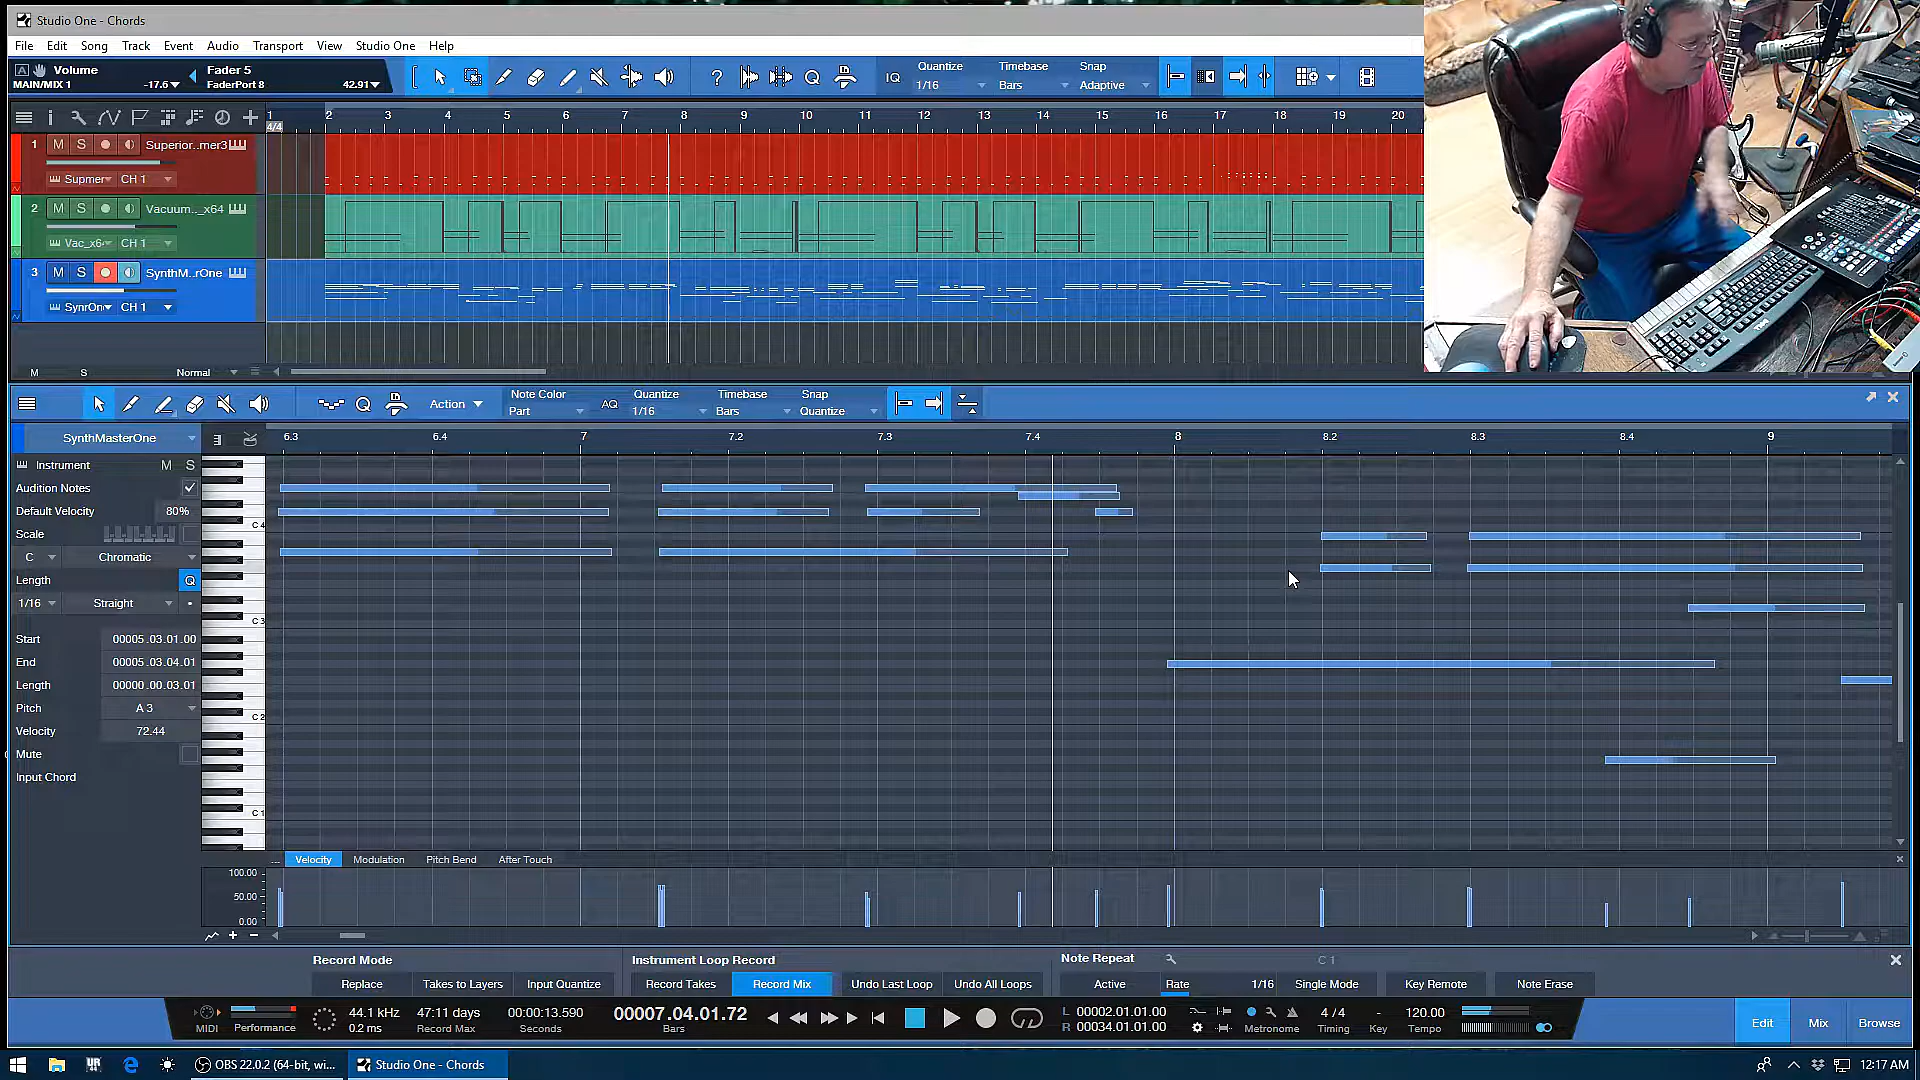 Studio One - Chords
File Edit Song Track Event Audio Transport View Studio One Help
Volume
MAIN/MIX 1 -17.6
Fader 5
FaderPort 8 42.91
IQ
Quantize
1/16
Timebase
Bars
Snap
Adaptive
1 2 3 4 5 6 7 8 9 10 11 12 13 14 15 16 17 18 19 20
4/4
1 M S Superior..mer3
Supmer CH 1
2 M S Vacuum..._x64
Vac_x6 CH 1
3 M S SynthM..rOne
SynrOn CH 1
M S Normal
Action
Note Color
Part
AQ
Quantize
1/16
Timebase
Bars
Snap
Quantize
SynthMasterOne
6.3 6.4 7 7.2 7.3 7.4 8 8.2 8.3 8.4 9
Instrument M S
Audition Notes
Default Velocity 80%
Scale
C Chromatic
Length Q
1/16 Straight
Start 00005.03.01.00
End 00005.03.04.01
Length 00000.00.03.01
Pitch A 3
Velocity 72.44
Mute
Input Chord
C 4
C 3
C 2
C 1
... Velocity Modulation Pitch Bend After Touch
100.00
50.00
0.00
Record Mode
Replace Takes to Layers Input Quantize
Instrument Loop Record
Record Takes Record Mix Undo Last Loop Undo All Loops
Note Repeat C 1
Active Rate 1/16 Single Mode Key Remote Note Erase
MIDI Performance
44.1 kHz
0.2 ms
47:11 days
Record Max
00:00:13.590
Seconds
00007.04.01.72
Bars
L 00002.01.01.00
R 00034.01.01.00
Metronome
4 / 4
Timing
Key
120.00
Tempo
Edit Mix Browse
OBS 22.0.2 (64-bit, wi...
Studio One - Chords
12:17 AM